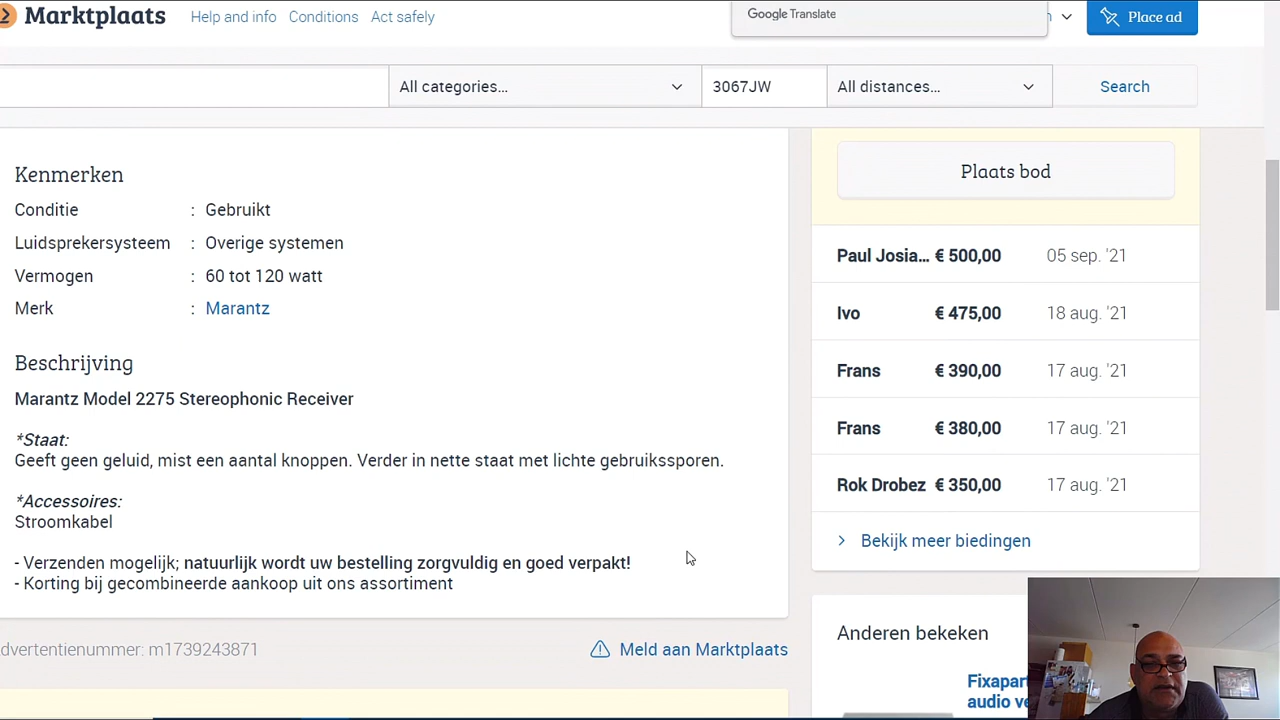 Marktplaats Help and info Conditions Act safely Google Translate Place ad
All categories... 3067JW All distances... Search
Kenmerken
Conditie : Gebruikt
Luidsprekersysteem : Overige systemen
Vermogen : 60 tot 120 watt
Merk : Marantz
Beschrijving
Marantz Model 2275 Stereophonic Receiver
*Staat:
Geeft geen geluid, mist een aantal knoppen. Verder in nette staat met lichte gebruikssporen.
*Accessoires:
Stroomkabel
- Verzenden mogelijk; natuurlijk wordt uw bestelling zorgvuldig en goed verpakt!
- Korting bij gecombineerde aankoop uit ons assortiment
dvertentienummer: m1739243871 Meld aan Marktplaats
Plaats bod
Paul Josia... € 500,00 05 sep. '21
Ivo € 475,00 18 aug. '21
Frans € 390,00 17 aug. '21
Frans € 380,00 17 aug. '21
Rok Drobez € 350,00 17 aug. '21
Bekijk meer biedingen
Anderen bekeken
Fixapart
audio ve